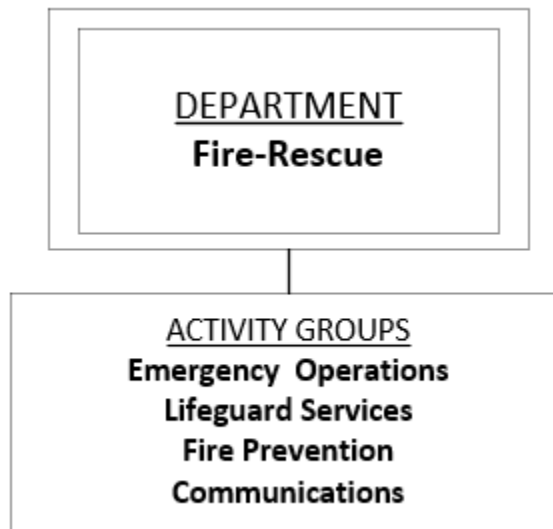 DEPARTMENT
Fire-Rescue
ACTIVITY GROUPS
Emergency Operations
Lifeguard Services
Fire Prevention
Communications